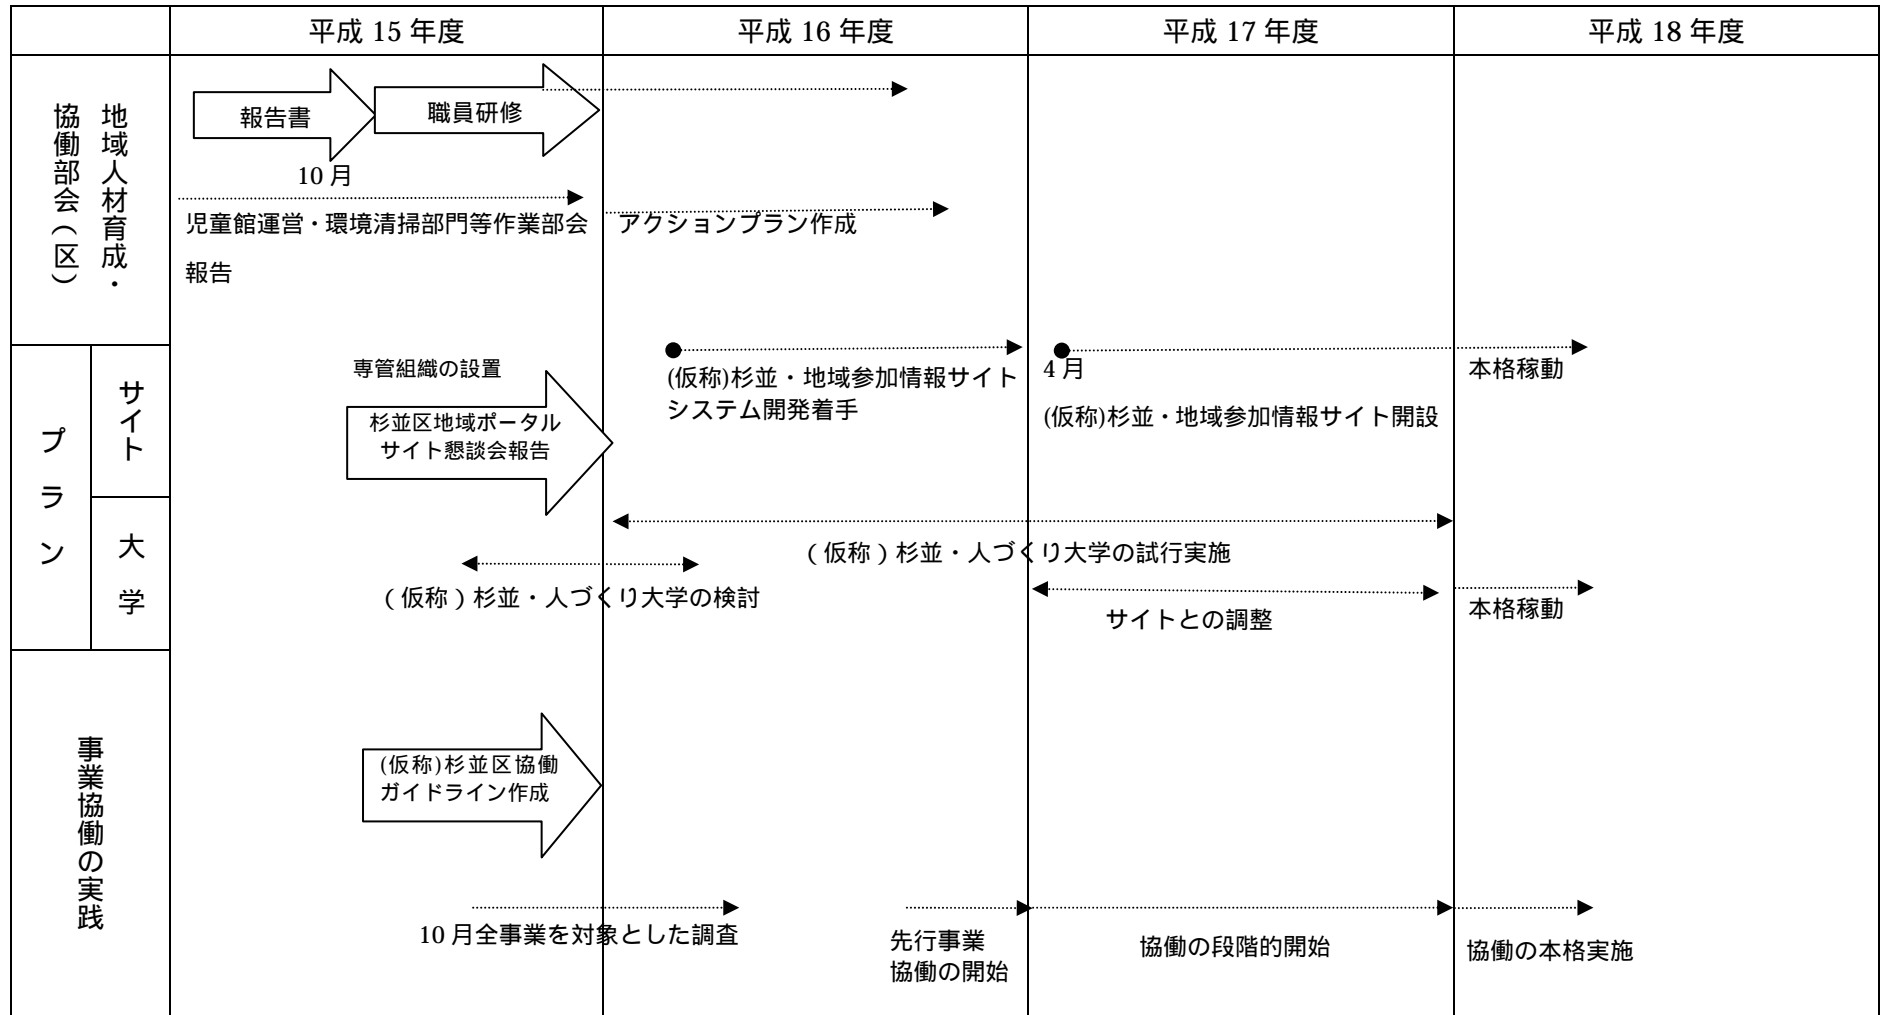 平成 15 年度
平成 16 年度
平成 17 年度
平成 18 年度
地域人材育成・
協働部会（区）
報告書
職員研修
10 月
児童館運営・環境清掃部門等作業部会
報告
アクションプラン作成
プラン
サイト
専管組織の設置
杉並区地域ポータル
サイト懇談会報告
(仮称)杉並・地域参加情報サイト
システム開発着手
4 月
(仮称)杉並・地域参加情報サイト開設
本格稼動
大学
（仮称）杉並・人づくり大学の試行実施
（仮称）杉並・人づくり大学の検討
サイトとの調整
本格稼動
事業協働の実践
(仮称)杉並区協働
ガイドライン作成
10 月全事業を対象とした調査
先行事業
協働の開始
協働の段階的開始
協働の本格実施